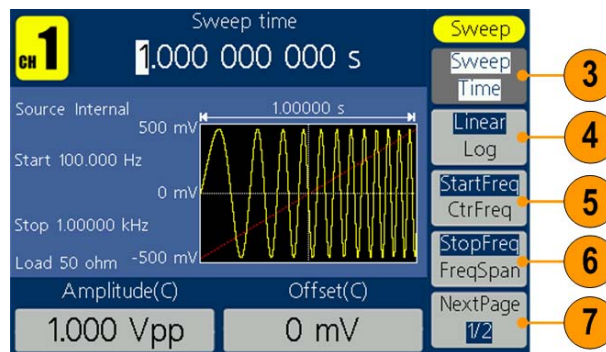 CH 1
Sweep time
1.000 000 000 s
Source Internal
1.00000 s
500 mV
Start 100.000 Hz
0 mV
Stop 1.00000 kHz
Load 50 ohm
-500 mV
Amplitude(C)
Offset(C)
1.000 Vpp
0 mV
Sweep
Sweep
Time
3
Linear
Log
4
StartFreq
CtrFreq
5
StopFreq
FreqSpan
6
NextPage
1/2
7